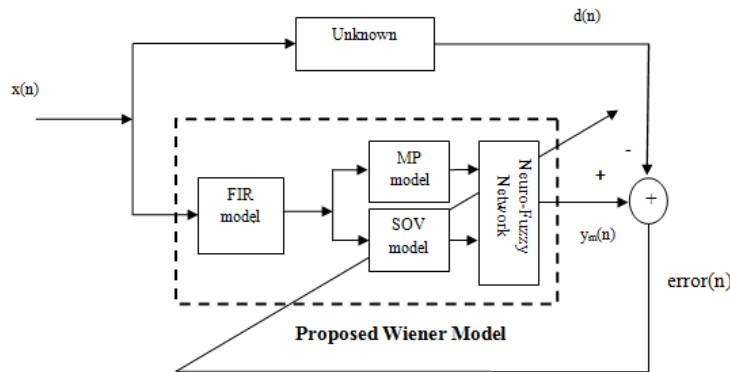 d(n)
Unknown
x(n)
MP
model
Neuro-Fuzzy
Network
FIR
model
SOV
model
-
+
+
yₘ(n)
error(n)
Proposed Wiener Model